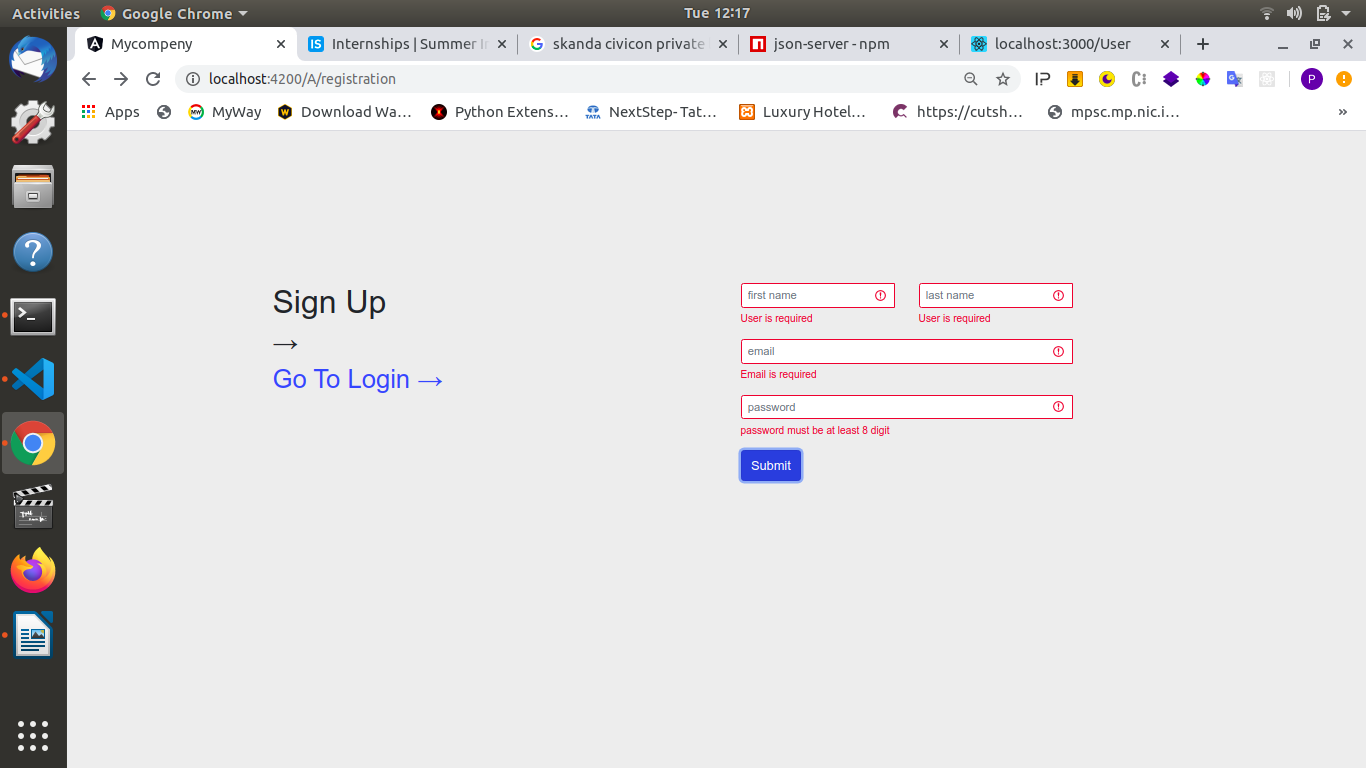 Activities Google Chrome Tue 12:17
Mycompeny Internships | Summer In skanda civicon private json-server - npm localhost:3000/User
localhost:4200/A/registration
Apps MyWay Download Wa... Python Extens... NextStep- Tat... Luxury Hotel... https://cutsh... mpsc.mp.nic.i... »
Sign Up
→
Go To Login →
first name last name
User is required User is required
email
Email is required
password
password must be at least 8 digit
Submit